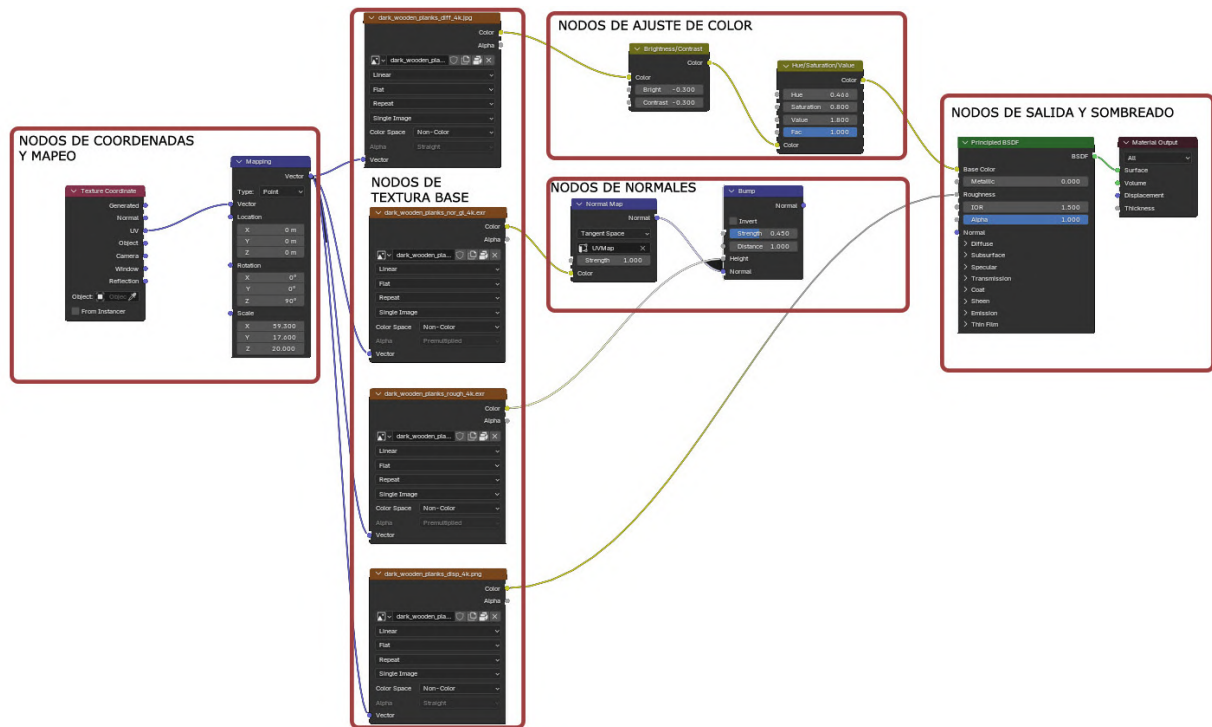 NODOS DE COORDENADAS
Y MAPEO
Texture Coordinate
Generated
Normal
UV
Object
Camera
Window
Reflection
Object:
From Instancer
Mapping
Vector
Type: Point
Vector
Location
X 0 m
Y 0 m
Z 0 m
Rotation
X 0°
Y 0°
Z 90°
Scale
X 59.300
Y 17.600
Z 20.000
dark_wooden_planks_diff_4k.jpg
Color
Alpha
dark_wooden_pla...
Linear
Flat
Repeat
Single Image
Color Space Non-Color
Alpha Straight
Vector
NODOS DE
TEXTURA BASE
dark_wooden_planks_nor_gl_4k.exr
Color
Alpha
dark_wooden_pla...
Linear
Flat
Repeat
Single Image
Color Space Non-Color
Alpha Premultiplied
Vector
dark_wooden_planks_rough_4k.exr
Color
Alpha
dark_wooden_pla...
Linear
Flat
Repeat
Single Image
Color Space Non-Color
Alpha Premultiplied
Vector
dark_wooden_planks_disp_4k.png
Color
Alpha
dark_wooden_pla...
Linear
Flat
Repeat
Single Image
Color Space Non-Color
Alpha Straight
Vector
NODOS DE AJUSTE DE COLOR
Brightness/Contrast
Color
Color
Bright -0.300
Contrast -0.300
Hue/Saturation/Value
Color
Hue 0.466
Saturation 0.800
Value 1.800
Fac 1.000
Color
NODOS DE NORMALES
Normal Map
Normal
Tangent Space
UVMap
Strength 1.000
Color
Bump
Normal
Invert
Strength 0.450
Distance 1.000
Height
Normal
NODOS DE SALIDA Y SOMBREADO
Principled BSDF
BSDF
Base Color
Metallic 0.000
Roughness
IOR 1.500
Alpha 1.000
Normal
Diffuse
Subsurface
Specular
Transmission
Coat
Sheen
Emission
Thin Film
Material Output
All
Surface
Volume
Displacement
Thickness